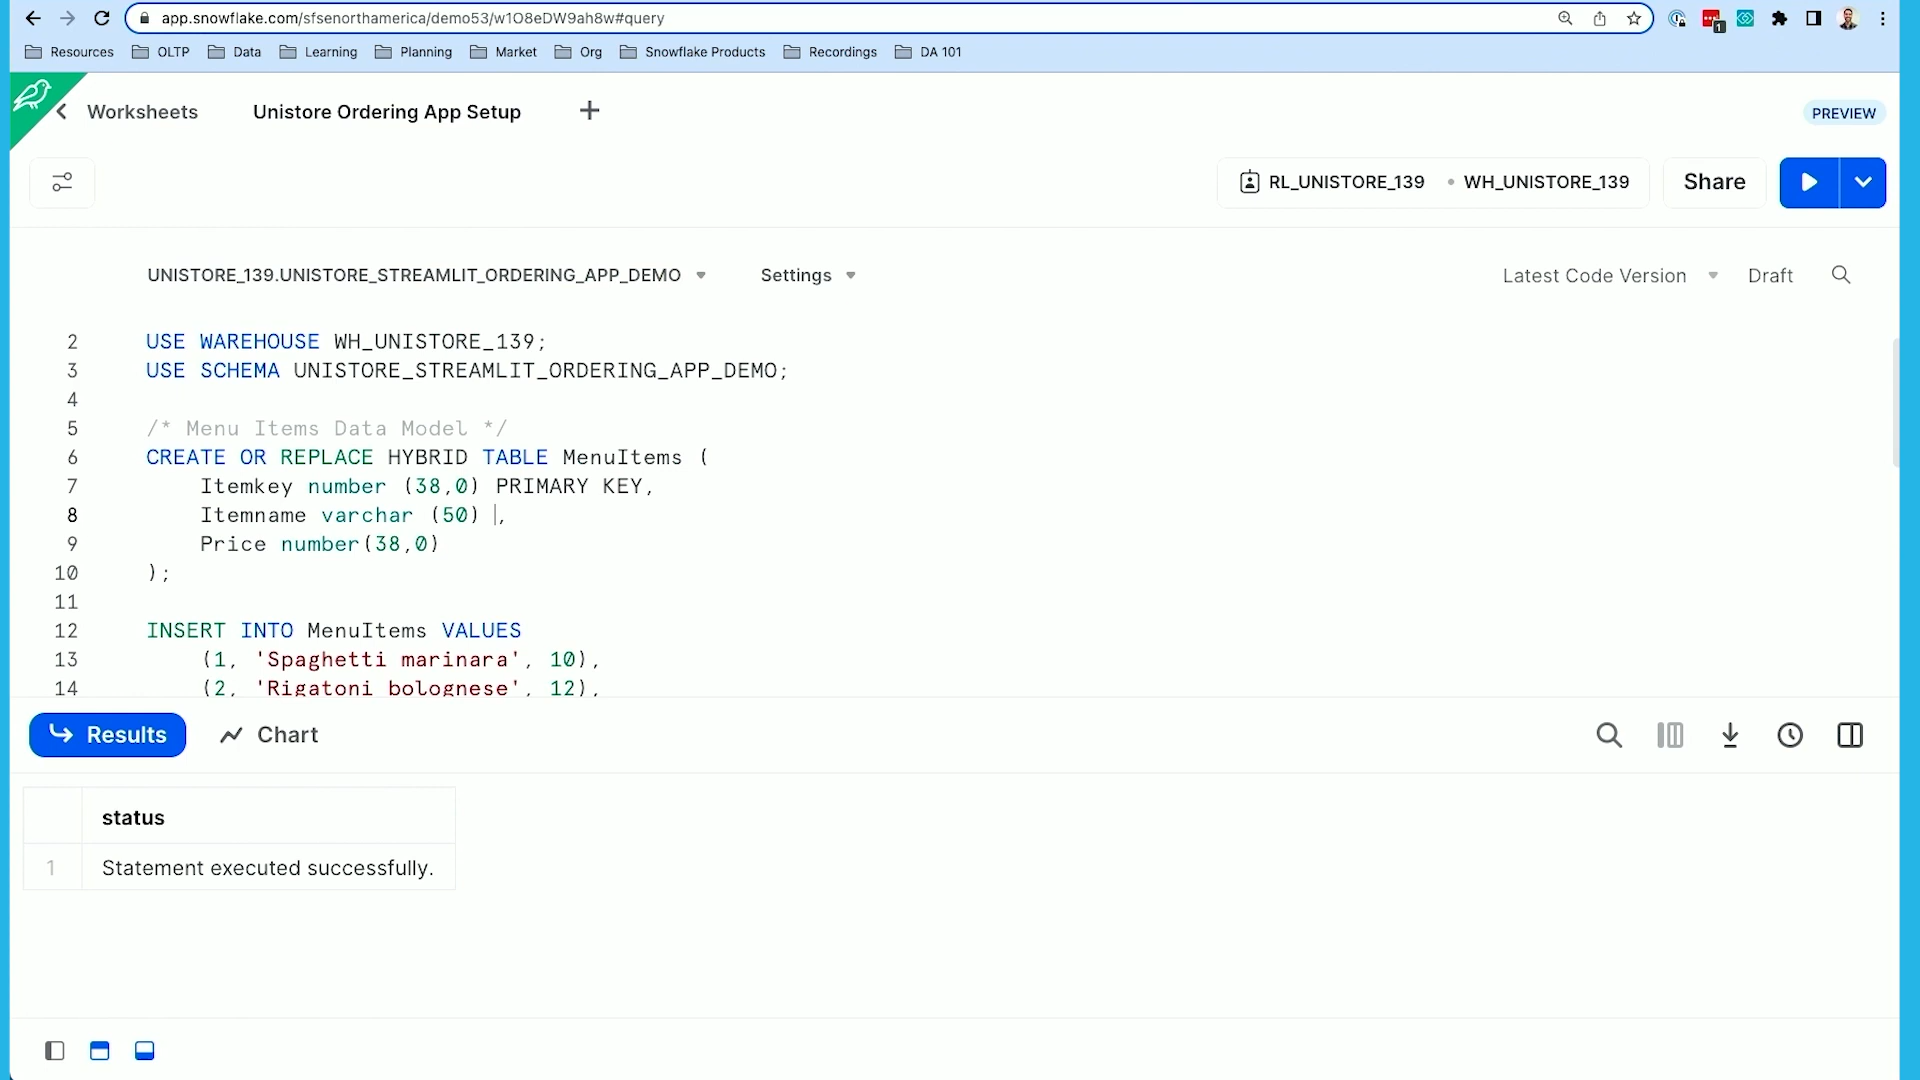 app.snowflake.com/sfsenorthamerica/demo53/w1O8eDW9ah8w#query
1
Resources OLTP Data Learning Planning Market Org Snowflake Products Recordings DA 101
Worksheets Unistore Ordering App Setup +
PREVIEW
RL_UNISTORE_139 • WH_UNISTORE_139 Share
UNISTORE_139.UNISTORE_STREAMLIT_ORDERING_APP_DEMO Settings Latest Code Version Draft
2 USE WAREHOUSE WH_UNISTORE_139;
3 USE SCHEMA UNISTORE_STREAMLIT_ORDERING_APP_DEMO;
4
5 /* Menu Items Data Model */
6 CREATE OR REPLACE HYBRID TABLE MenuItems (
7 Itemkey number (38,0) PRIMARY KEY,
8 Itemname varchar (50) ,
9 Price number(38,0)
10 );
11
12 INSERT INTO MenuItems VALUES
13 (1, 'Spaghetti marinara', 10),
14 (2, 'Rigatoni bolognese', 12),
Results Chart
status
1 Statement executed successfully.